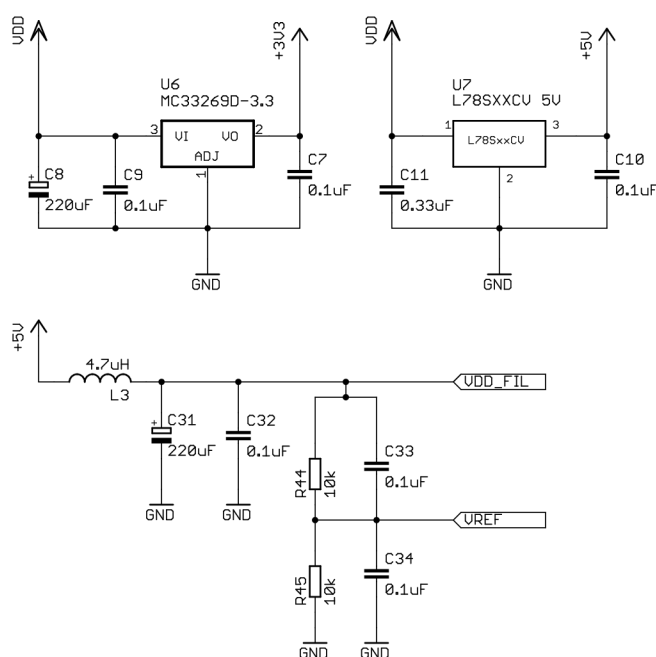 VDD
+3V3
VDD
+5V
U6
MC33269D-3.3
3
VI
VO
2
ADJ
1
C8
220uF
C9
0.1uF
C7
0.1uF
GND
U7
L78SXXCV 5V
1
L78SxxCV
3
2
C11
0.33uF
C10
0.1uF
GND
+5V
4.7uH
L3
VDD_FIL
C31
220uF
C32
0.1uF
GND
GND
R44
10k
C33
0.1uF
VREF
R45
10k
C34
0.1uF
GND
GND